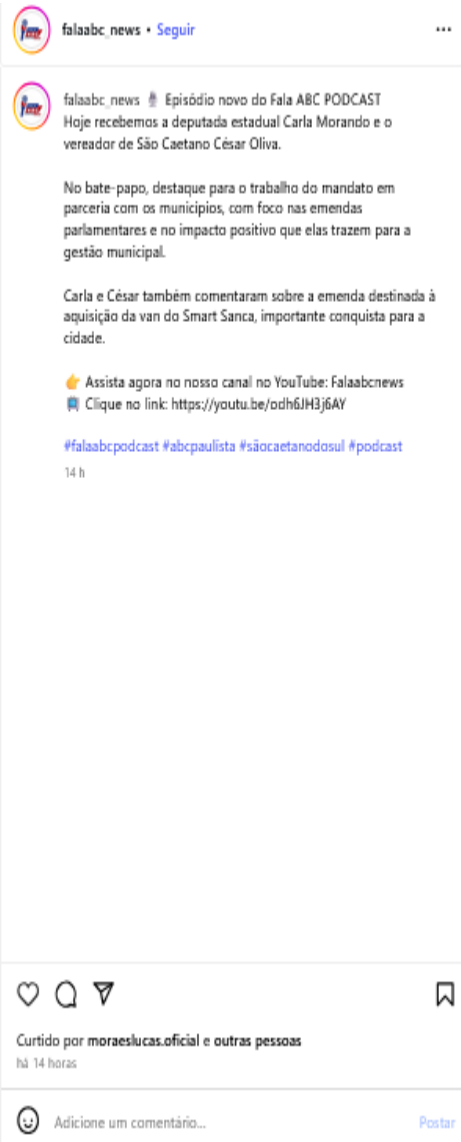 falaabc_news • Seguir
falaabc_news 🎙 Episódio novo do Fala ABC PODCAST
Hoje recebemos a deputada estadual Carla Morando e o
vereador de São Caetano César Oliva.
No bate-papo, destaque para o trabalho do mandato em
parceria com os municípios, com foco nas emendas
parlamentares e no impacto positivo que elas trazem para a
gestão municipal.
Carla e César também comentaram sobre a emenda destinada à
aquisição da van do Smart Sanca, importante conquista para a
cidade.
👉 Assista agora no nosso canal no YouTube: Falaabcnews
📺 Clique no link: https://youtu.be/odh6JH3j6AY
#falaabcpodcast #abcpaulista #sãocaetanodosul #podcast
14 h
Curtido por moraeslucas.oficial e outras pessoas
há 14 horas
Adicione um comentário...
Postar